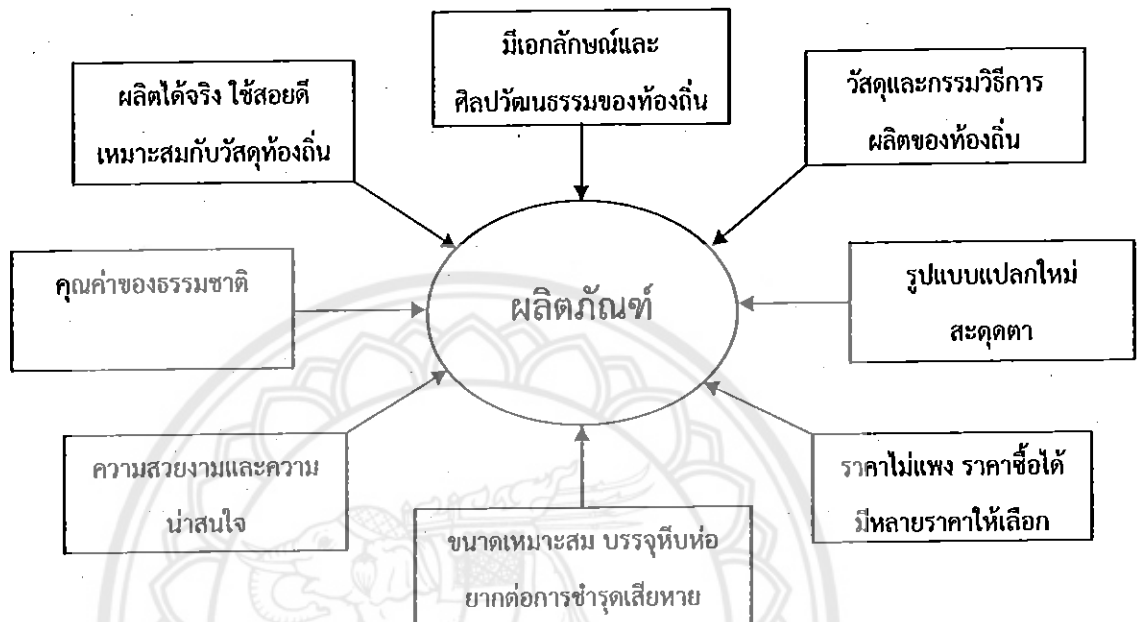 มีเอกลักษณ์และ
ศิลปวัฒนธรรมของท้องถิ่น
ผลิตได้จริง ใช้สอยดี
เหมาะสมกับวัสดุท้องถิ่น
วัสดุและกรรมวิธีการ
ผลิตของท้องถิ่น
คุณค่าของธรรมชาติ
ผลิตภัณฑ์
รูปแบบแปลกใหม่
สะดุดตา
ความสวยงามและความ
น่าสนใจ
ราคาไม่แพง ราคาซื้อได้
มีหลายราคาให้เลือก
ขนาดเหมาะสม บรรจุหีบห่อ
ยากต่อการชำรุดเสียหาย